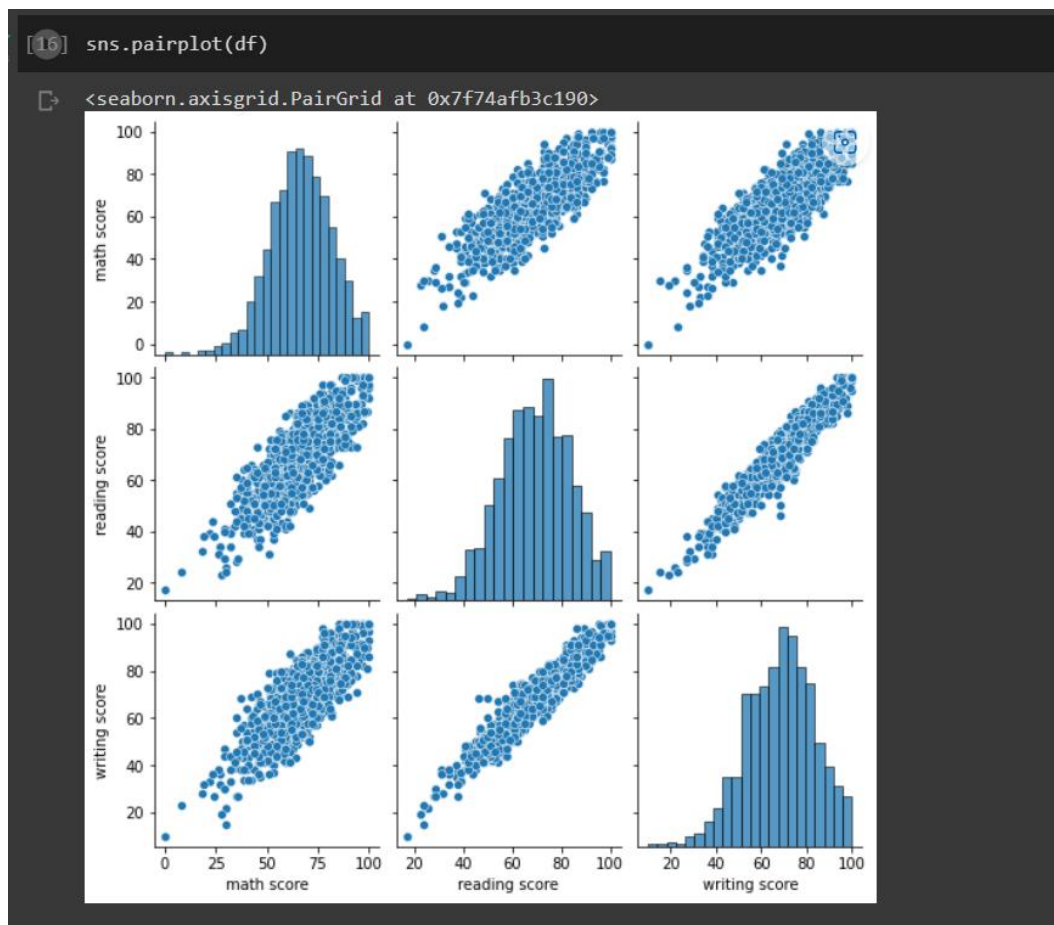 [16] sns.pairplot(df)
<seaborn.axisgrid.PairGrid at 0x7f74afb3c190>
100
80
60
40
20
0
math score
100
80
60
40
20
reading score
100
80
60
40
20
writing score
0 25 50 75 100 20 40 60 80 100 20 40 60 80 100
math score reading score writing score